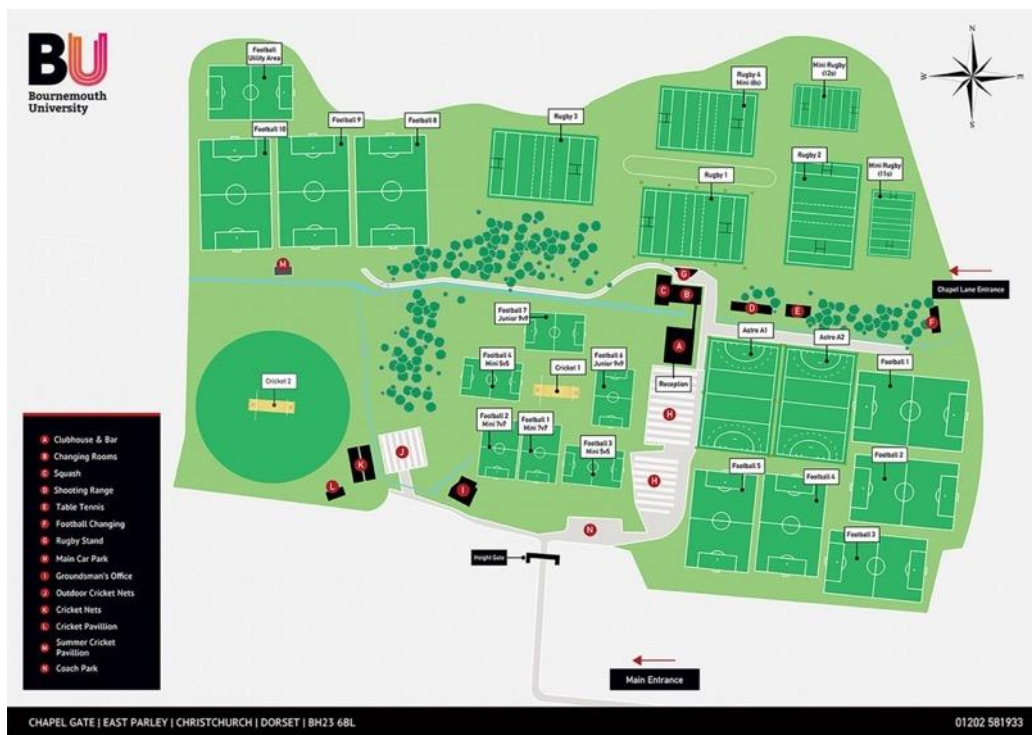 BU
Bournemouth
University
Football
Utility Area
Football 10
Football 9
Football 8
Rugby 3
Rugby 4
Mini (8s)
Mini Rugby
(12s)
Rugby 1
Rugby 2
Mini Rugby
(11s)
N
W
E
S
Chapel Lane Entrance
M
G
C
B
D
E
F
A
Reception
Astro A1
Astro A2
Football 1
Football 7
Junior 9v9
Football 4
Mini 5v5
Cricket 1
Football 6
Junior 9v9
Cricket 2
H
Football 2
Mini 7v7
Football 1
Mini 7v7
Football 3
Mini 5v5
Football 2
Football 5
Football 4
Football 3
J
K
L
I
H
N
Height Gate
Main Entrance
A Clubhouse & Bar
B Changing Rooms
C Squash
D Shooting Range
E Table Tennis
F Football Changing
G Rugby Stand
H Main Car Park
I Groundsman's Office
J Outdoor Cricket Nets
K Cricket Nets
L Cricket Pavillion
M Summer Cricket
Pavillion
N Coach Park
CHAPEL GATE | EAST PARLEY | CHRISTCHURCH | DORSET | BH23 6BL
01202 581933